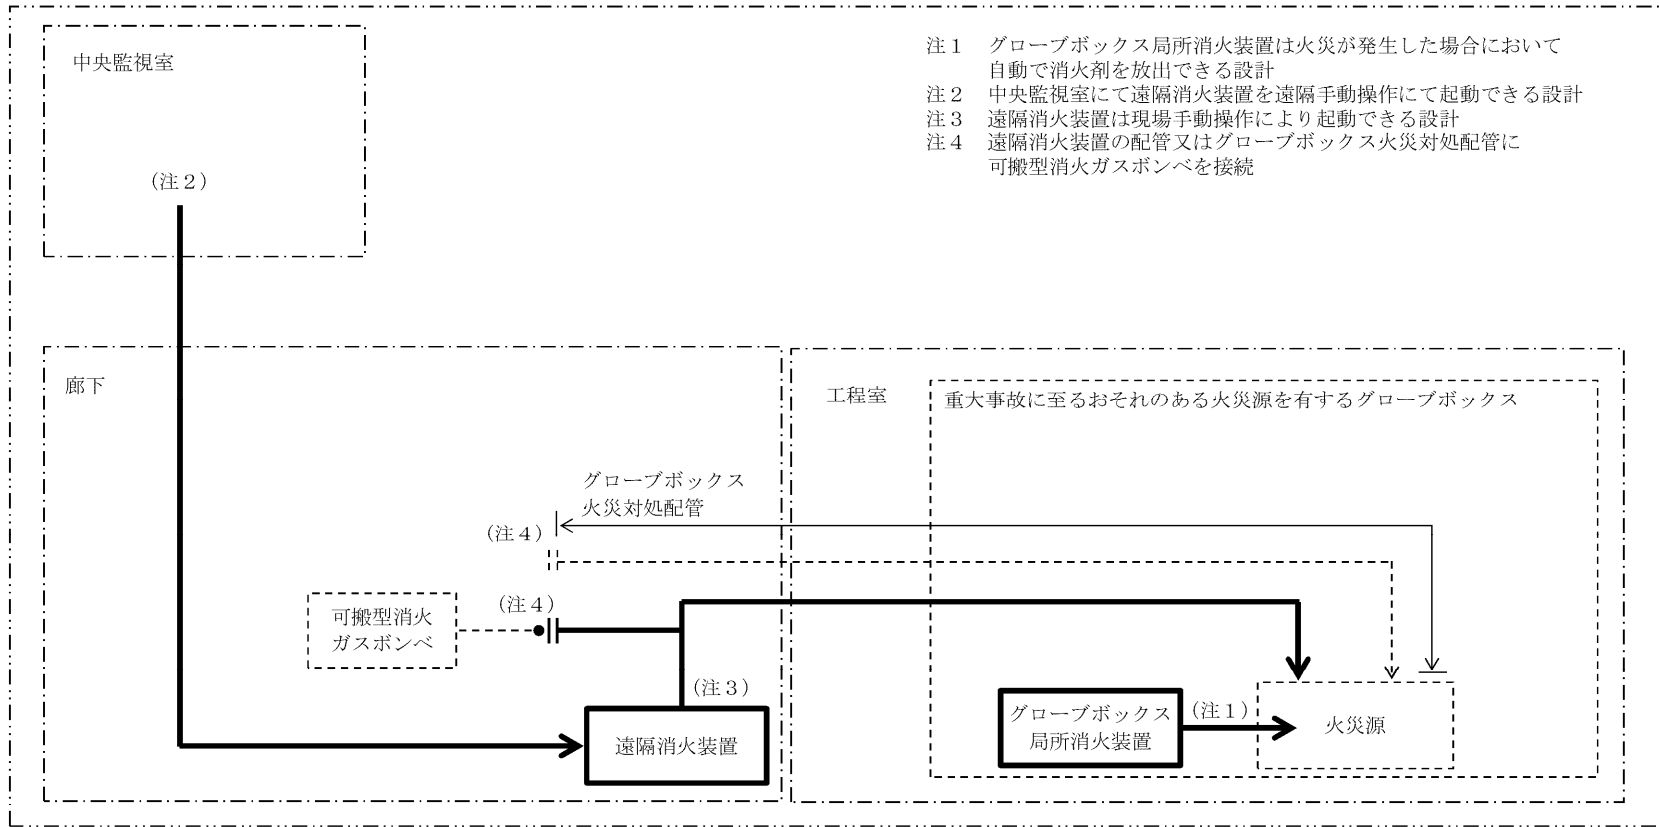 中央監視室
(注２)
注１　グローブボックス局所消火装置は火災が発生した場合において
自動で消火剤を放出できる設計
注２　中央監視室にて遠隔消火装置を遠隔手動操作にて起動できる設計
注３　遠隔消火装置は現場手動操作により起動できる設計
注４　遠隔消火装置の配管又はグローブボックス火災対処配管に
可搬型消火ガスボンベを接続
廊下
グローブボックス
火災対処配管
(注４)
(注４)
可搬型消火
ガスボンベ
(注３)
遠隔消火装置
工程室
重大事故に至るおそれのある火災源を有するグローブボックス
グローブボックス
局所消火装置
(注１)
火災源